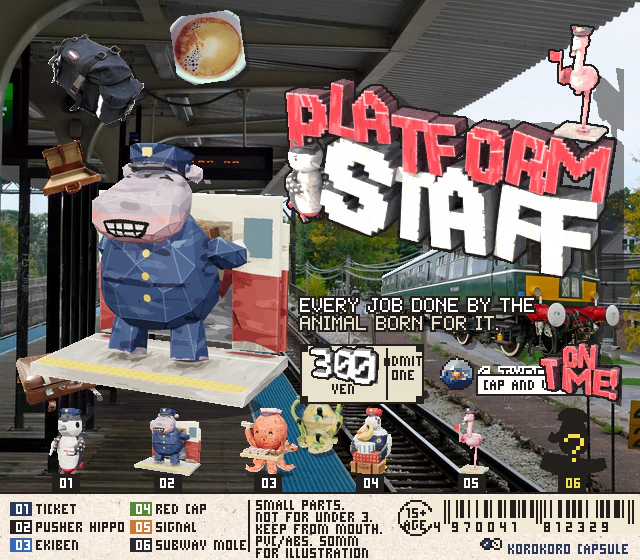 PLATFORM
STAFF
EVERY JOB DONE BY THE
ANIMAL BORN FOR IT.
300
YEN
ADMIT
ONE
CAP AND
ON
TIME!
01
02
03
04
05
?
06
01 TICKET
02 PUSHER HIPPO
03 EKIBEN
04 RED CAP
05 SIGNAL
06 SUBWAY MOLE
SMALL PARTS.
NOT FOR UNDER 3.
KEEP FROM MOUTH.
PVC/ABS. 50MM
FOR ILLUSTRATION
15+
AGE
4 970041 812329
KOROKORO CAPSULE